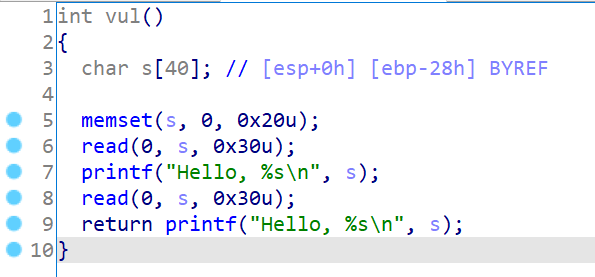 1 int vul()
2 {
3   char s[40]; // [esp+0h] [ebp-28h] BYREF
4
5   memset(s, 0, 0x20u);
6   read(0, s, 0x30u);
7   printf("Hello, %s\n", s);
8   read(0, s, 0x30u);
9   return printf("Hello, %s\n", s);
10 }